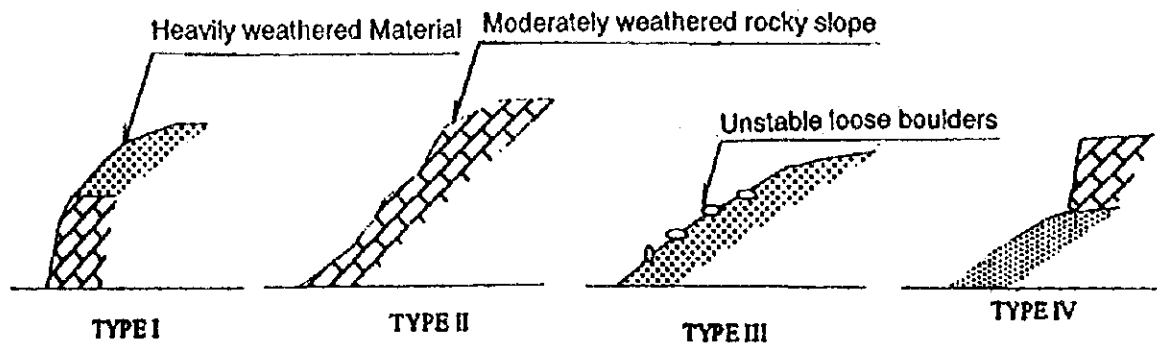 Heavily weathered Material
Moderately weathered rocky slope
Unstable loose boulders
TYPE I
TYPE II
TYPE III
TYPE IV